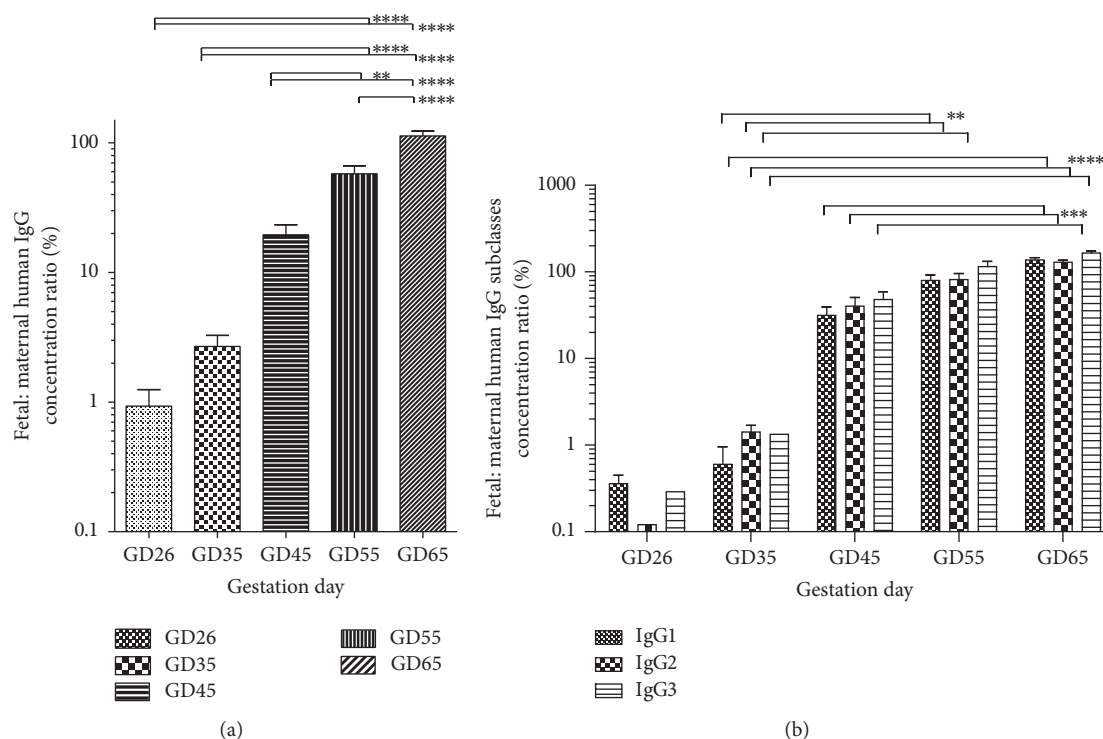 ****
****
****
****
**
****
****
Fetal: maternal human IgG
concentration ratio (%)
100
10
1
0.1
GD26 GD35 GD45 GD55 GD65
Gestation day
GD26
GD35
GD45
GD55
GD65
(a)
**
****
***
Fetal: maternal human IgG subclasses
concentration ratio (%)
1000
100
10
1
0.1
GD26 GD35 GD45 GD55 GD65
Gestation day
IgG1
IgG2
IgG3
(b)